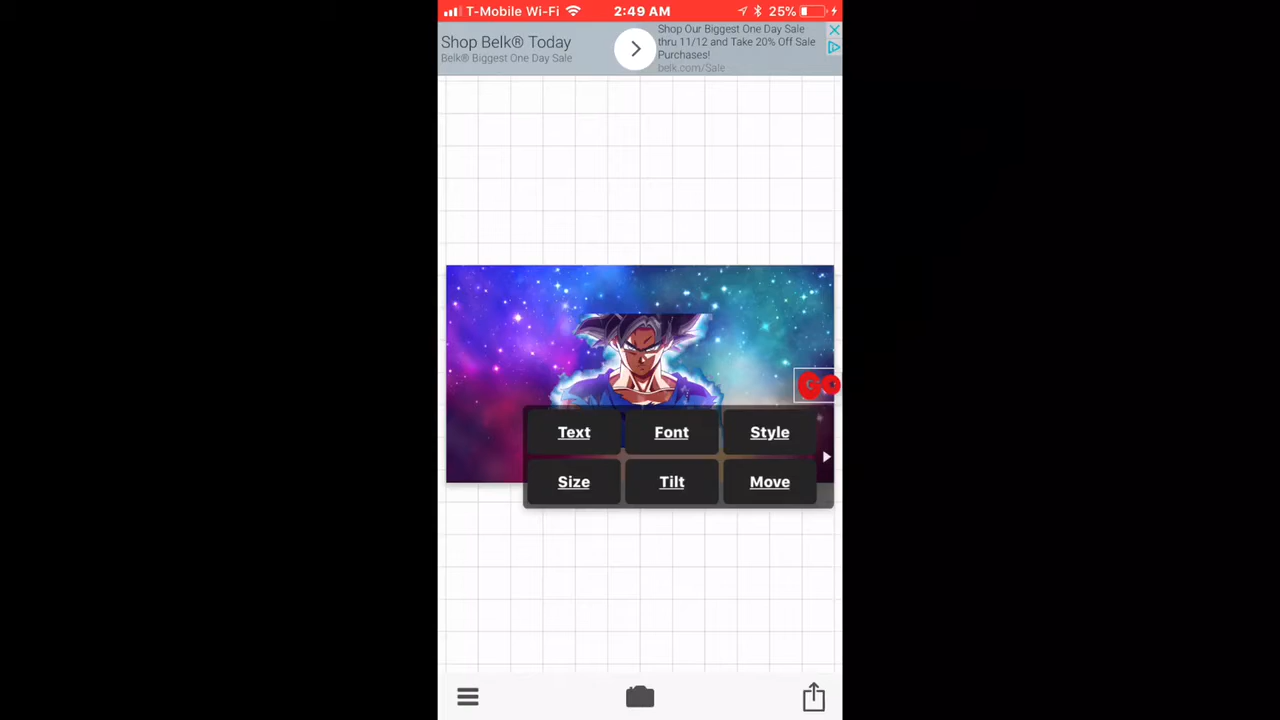 T-Mobile Wi-Fi 2:49 AM 25%
Shop Belk® Today
Belk® Biggest One Day Sale
Shop Our Biggest One Day Sale
thru 11/12 and Take 20% Off Sale
Purchases!
belk.com/Sale
Text Font Style
Size Tilt Move